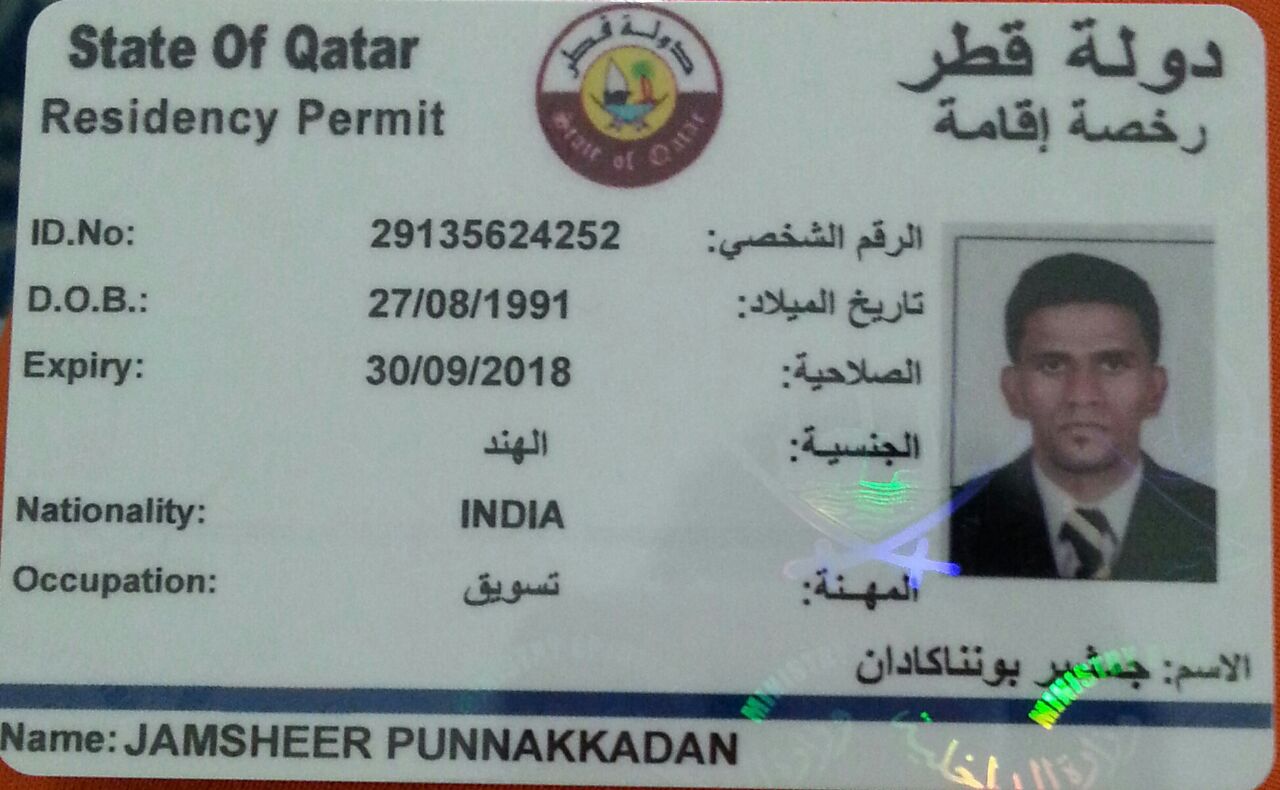 State Of Qatar
دولة قطر
Residency Permit
رخصة إقامة
دولة قطر
State of Qatar
ID.No: 29135624252 الرقم الشخصي:
D.O.B.: 27/08/1991 تاريخ الميلاد:
Expiry: 30/09/2018 الصلاحية:
الهند الجنسية:
Nationality: INDIA
Occupation: تسويق المهنة:
الاسم: جمشير بونناكادان
MINISTRY
MINISTRY
Name: JAMSHEER PUNNAKKADAN